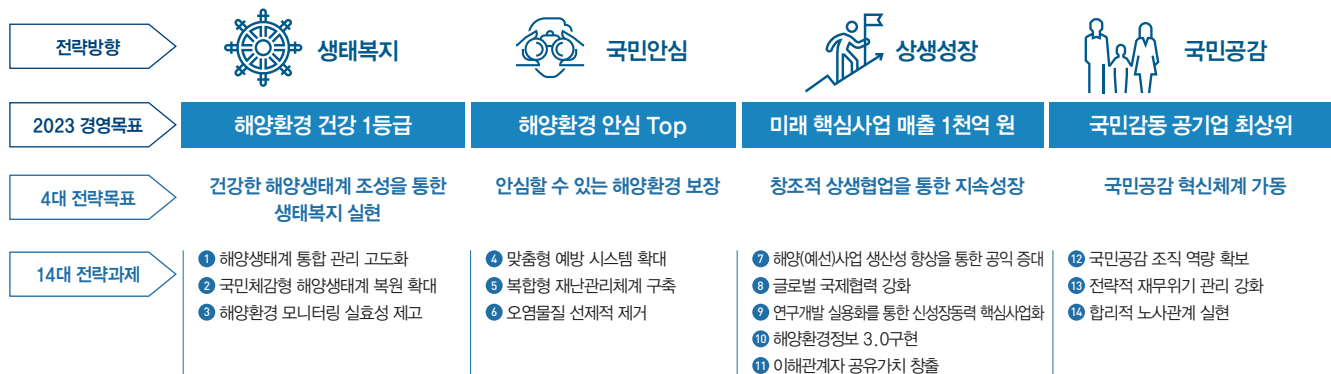 전략방향
생태복지
국민안심
상생성장
국민공감
2023 경영목표
해양환경 건강 1등급
해양환경 안심 Top
미래 핵심사업 매출 1천억 원
국민감동 공기업 최상위
4대 전략목표
건강한 해양생태계 조성을 통한
생태복지 실현
안심할 수 있는 해양환경 보장
창조적 상생협업을 통한 지속성장
국민공감 혁신체계 가동
14대 전략과제
1 해양생태계 통합 관리 고도화
2 국민체감형 해양생태계 복원 확대
3 해양환경 모니터링 실효성 제고
4 맞춤형 예방 시스템 확대
5 복합형 재난관리체계 구축
6 오염물질 선제적 제거
7 해양(예선)사업 생산성 향상을 통한 공익 증대
8 글로벌 국제협력 강화
9 연구개발 실용화를 통한 신성장동력 핵심사업화
10 해양환경정보 3.0구현
11 이해관계자 공유가치 창출
12 국민공감 조직 역량 확보
13 전략적 재무위기 관리 강화
14 합리적 노사관계 실현